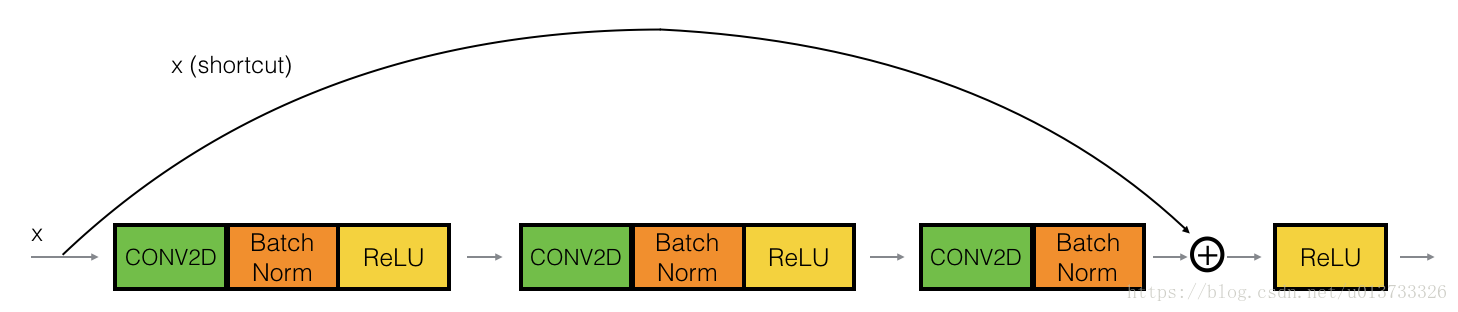 x (shortcut)
x
CONV2D
Batch
Norm
ReLU
CONV2D
Batch
Norm
ReLU
CONV2D
Batch
Norm
ReLU
https://blog.csdn.net/u013733326